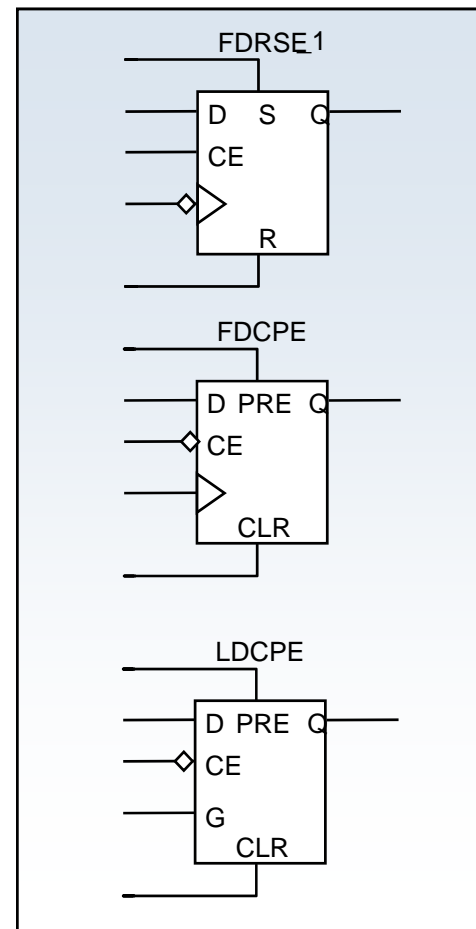 FDRSE_1
D S Q
CE
R
FDCPE
D PRE Q
CE
CLR
LDCPE
D PRE Q
CE
G
CLR